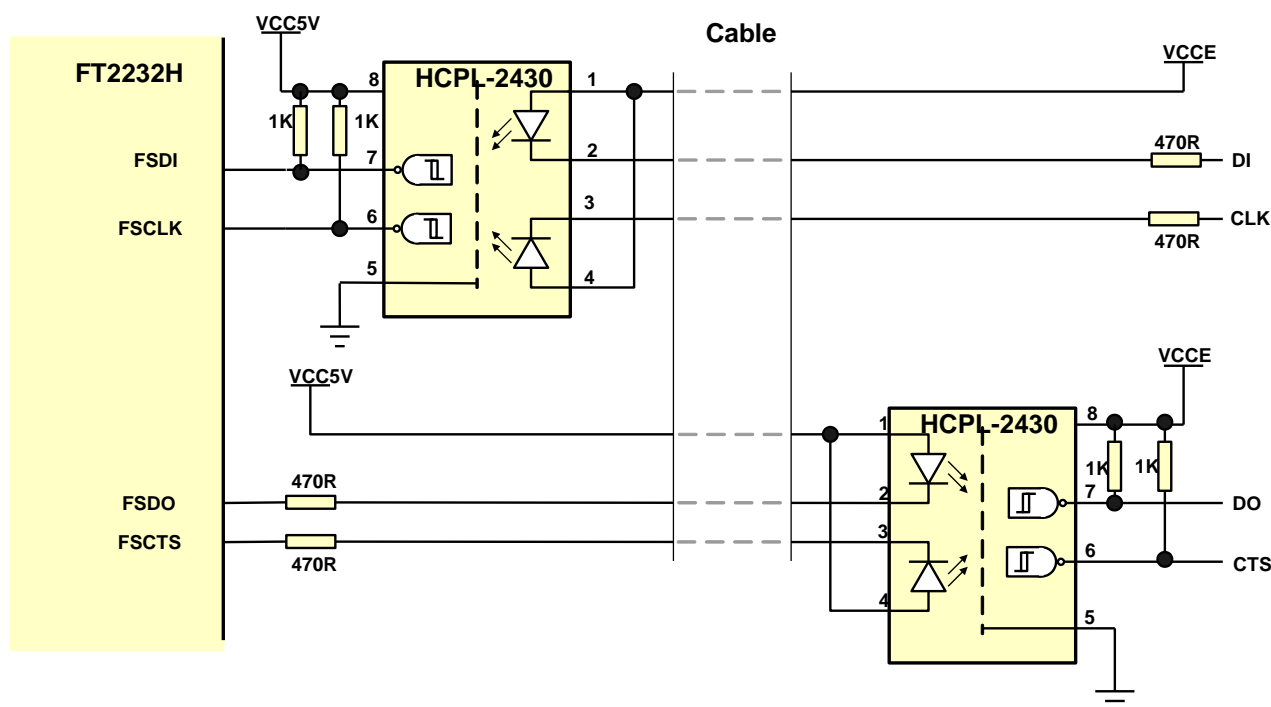 VCC5V
Cable
FT2232H
HCPL-2430
VCCE
8
1
1K
1K
470R
FSDI
7
2
DI
3
FSCLK
6
CLK
470R
5
4
VCC5V
VCCE
1
HCPL-2430
8
1K
1K
470R
FSDO
2
7
DO
FSCTS
3
6
CTS
470R
4
5